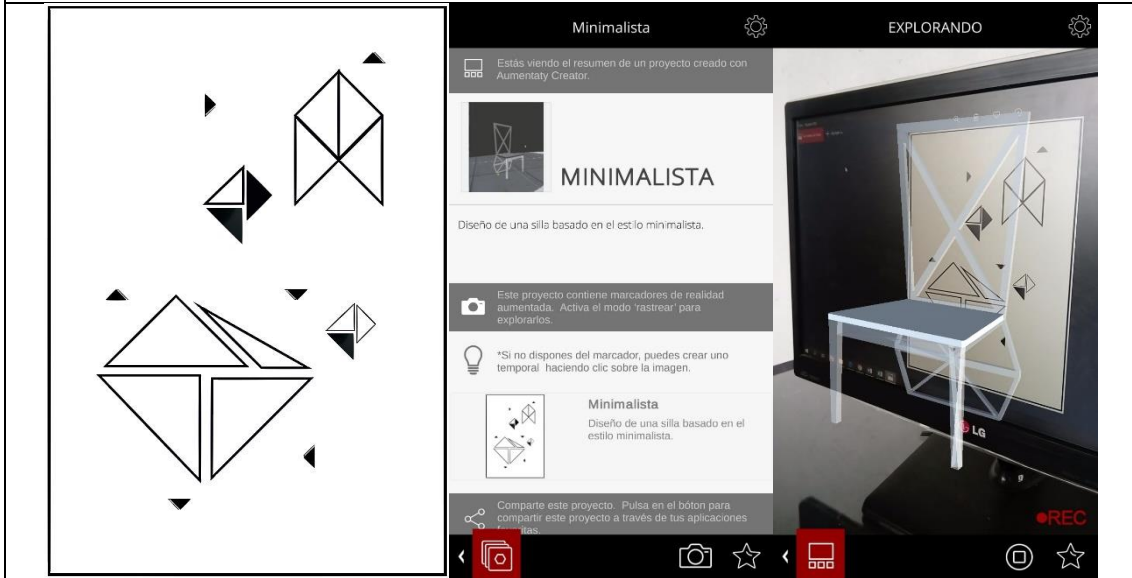 Minimalista
Estás viendo el resumen de un proyecto creado con
Aumentaty Creator.
MINIMALISTA
Diseño de una silla basado en el estilo minimalista.
Este proyecto contiene marcadores de realidad
aumentada. Activa el modo 'rastrear' para
explorarlos.
*Si no dispones del marcador, puedes crear uno
temporal haciendo clic sobre la imagen.
Minimalista
Diseño de una silla basado en el
estilo minimalista.
Comparte este proyecto. Pulsa en el bóton para
compartir este proyecto a través de tus aplicaciones
EXPLORANDO
LG
REC